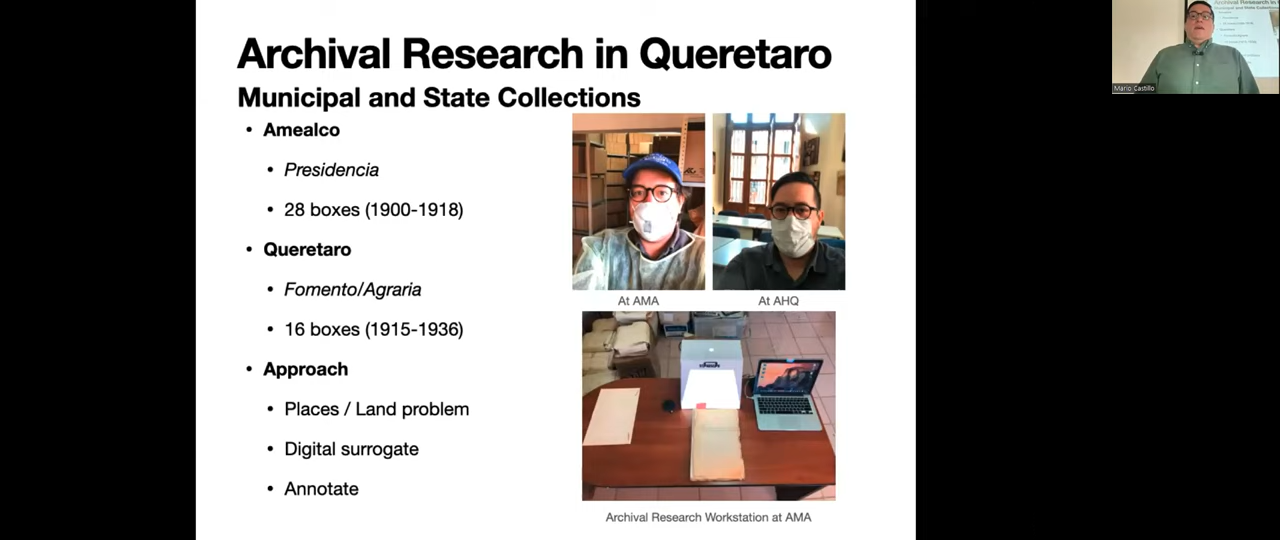 Archival Research in Queretaro
Municipal and State Collections
• Amealco
• Presidencia
• 28 boxes (1900-1918)
• Queretaro
• Fomento/Agraria
• 16 boxes (1915-1936)
• Approach
• Places / Land problem
• Digital surrogate
• Annotate
At AMA
At AHQ
Archival Research Workstation at AMA
Mario Castillo